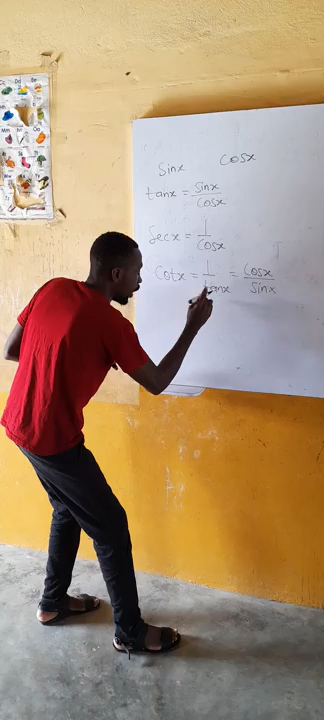 Sinx Cosx
tanx = Sinx/Cosx
Secx = 1/Cosx
Cotx = 1/tanx = Cosx/Sinx